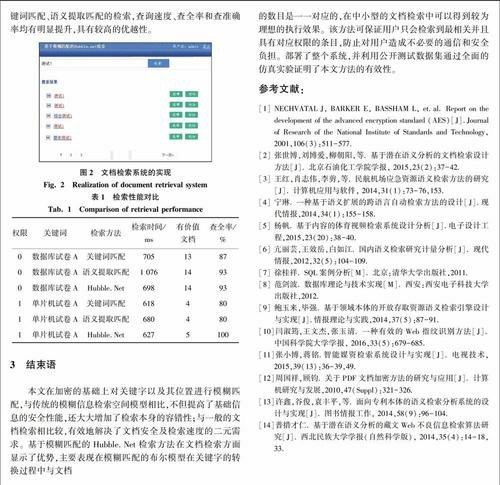 键词匹配,语义提取匹配的检索,查询速度、查全率和查准确
率均有明显提升,具有较高的优越性。
图 2 文档检索系统的实现
Fig. 2 Realization of document retrieval system
表 1 检索性能对比
Tab. 1 Comparison of retrieval performance
权限 关键词 检索方法 检索时间/ms 有价值文档 查全率/%
0 数据库试卷 A 关键词匹配 705 13 87
0 数据库试卷 A 语义提取匹配 1 076 14 93
0 数据库试卷 A Hubble. Net 698 14 93
1 单片机试卷 A 关键词匹配 618 4 80
1 单片机试卷 A 语义提取匹配 680 4 80
1 单片机试卷 A Hubble. Net 627 5 100
3 结束语
本文在加密的基础上对关键字以及其位置进行模糊匹
配,与传统的模糊信息检索空间模型相比,不但提高了基础信
息的安全性能,还大大增加了检索本身的容错性;与一般的文
档检索相比较,有效地解决了文档安全及检索速度的二元需
求。基于模糊匹配的 Hubble. Net 检索方法在文档检索方面
显示了优势,主要表现在模糊匹配的布尔模型在关键字的转
换过程中与文档
的数目是一一对应的,在中小型的文档检索中可以得到较为
理想的执行效果。该方法可保证用户只会检索到最相关并且
具有对应权限的条目,防止对用户造成不必要的通信和安全
负担。部署了整个系统,并利用公开测试数据集通过全面的
仿真实验证明了本文方法的有效性。
参考文献:
[1] NECHVATAL J, BARKER E, BASSHAM L, et. al. Report on the
development of the advanced encryption standard (AES)[J]. Journal
of Research of the National Institute of Standards and Technology,
2001,106(3):511-577.
[2] 张世博,刘博爱,柳朝阳,等. 基于潜在语义分析的文档检索设计
方法[J]. 北京石油化工学院学报,2015,23(2):37-42.
[3] 王红,肖志伟,李勃,等. 民航机场应急资源语义检索方法的研究
[J]. 计算机应用与软件,2014,31(1):73-76,153.
[4] 宁琳. 一种基于语义扩展的跨语言自动检索方法的设计[J]. 现
代情报,2014,34(1):155-158.
[5] 杨帆. 基于内容的体育视频检索系统设计分析[J]. 电子设计工
程,2015,23(20):38-40.
[6] 亢丽芸,王效岳,白如江. 国内语义检索研究计量分析[J]. 现代
情报,2012,32(5):104-109.
[7] 徐桂祥. SQL 案例分析[M]. 北京:清华大学出版社,2011.
[8] 范剑波. 数据库理论与技术实现[M]. 西安:西安电子科技大学
出版社,2012.
[9] 鲍玉来,毕强. 基于领域本体的开放存取资源语义检索引擎设计
与实现[J]. 情报理论与实践,2014,37(5):87-91.
[10] 闫淑筠,王文杰,张玉清. 一种有效的 Web 指纹识别方法[J].
中国科学院大学学报,2016,33(5):679-685.
[11] 张小博,蒋铭. 智能媒资检索系统设计与实现[J]. 电视技术,
2015,39(13):36-39,49.
[12] 周国祥,顾钧. 关于 PDF 文档加密方法的研究与应用[J]. 计算
机研究与发展,2010,47(Suppl):321-326.
[13] 许鑫,谷俊,袁丰平,等. 面向专利本体的语义检索分析系统的设
计与实现[J]. 图书情报工作,2014,58(9):96-104.
[14] 普措才仁. 基于潜在语义分析的藏文 Web 不良信息检索算法研
究[J]. 西北民族大学学报(自然科学版),2014,35(4):14-18,
33.